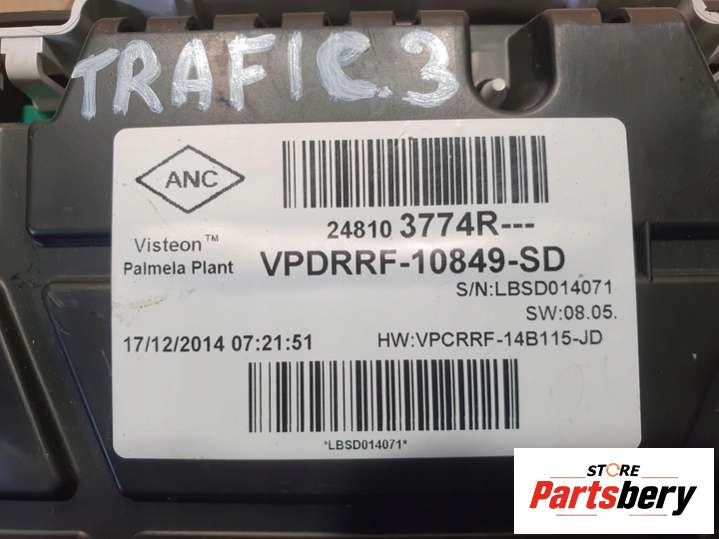 TRAFIC.3
ANC
24810 3774R---
Visteon™
Palmela Plant
VPDRRF-10849-SD
S/N:LBSD014071
SW:08.05.
17/12/2014 07:21:51
HW:VPCRRF-14B115-JD
*LBSD014071*
STORE
Partsbery